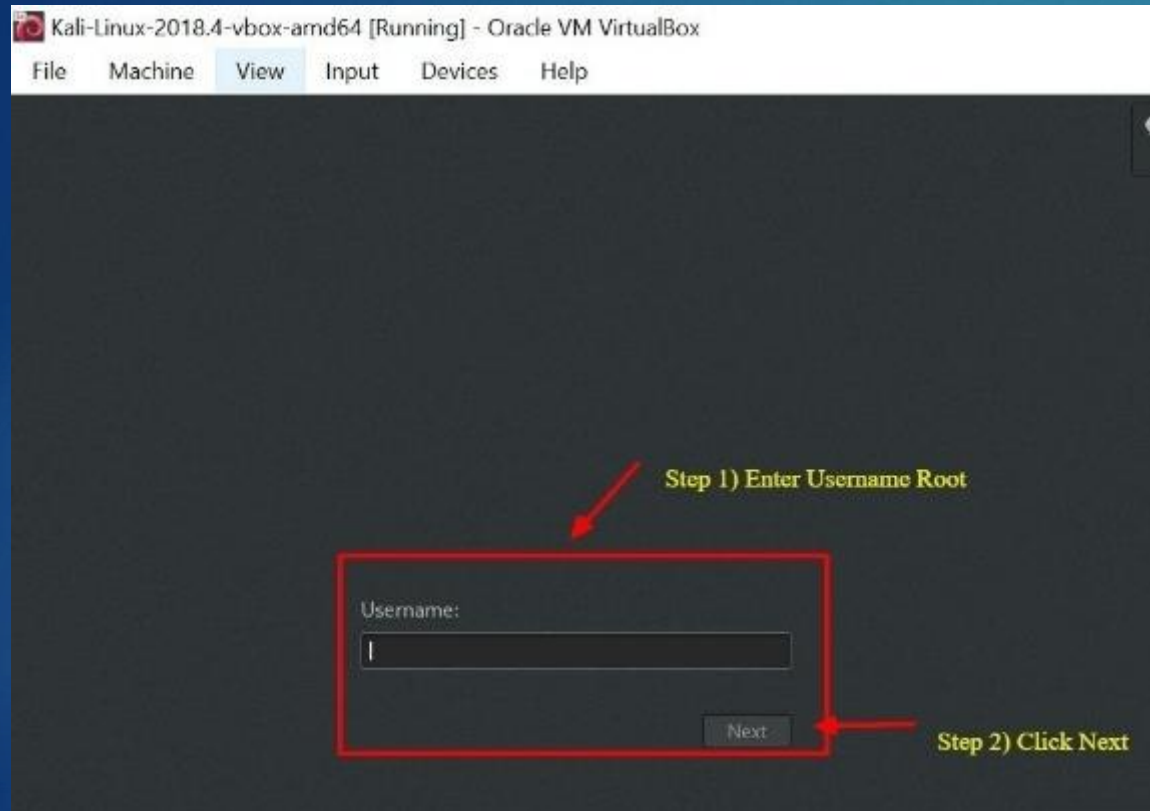 Kali-Linux-2018.4-vbox-amd64 [Running] - Oracle VM VirtualBox
File Machine View Input Devices Help
Step 1) Enter Username Root
Username:
Next
Step 2) Click Next